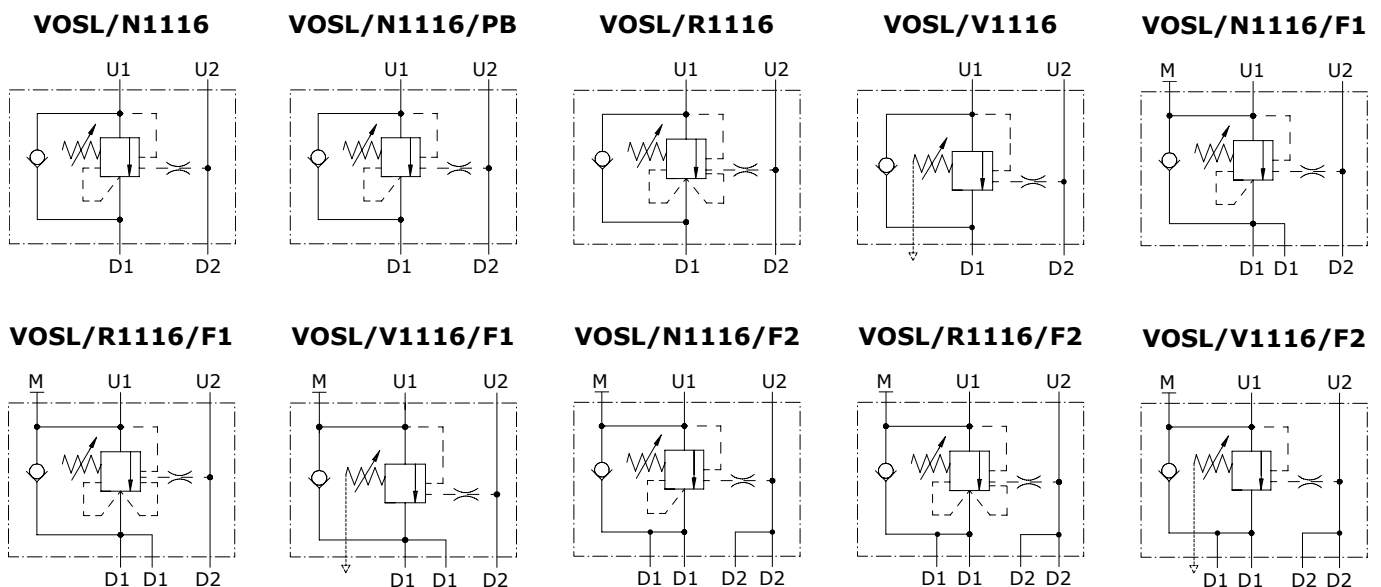 VOSL/N1116 VOSL/N1116/PB VOSL/R1116 VOSL/V1116 VOSL/N1116/F1
U1 U2 U1 U2 U1 U2 U1 U2 M U1 U2
D1 D2 D1 D2 D1 D2 D1 D2 D1 D1 D2
VOSL/R1116/F1 VOSL/V1116/F1 VOSL/N1116/F2 VOSL/R1116/F2 VOSL/V1116/F2
M U1 U2 M U1 U2 M U1 U2 M U1 U2 M U1 U2
D1 D1 D2 D1 D1 D2 D1 D1 D2 D2 D1 D1 D2 D2 D1 D1 D2 D2